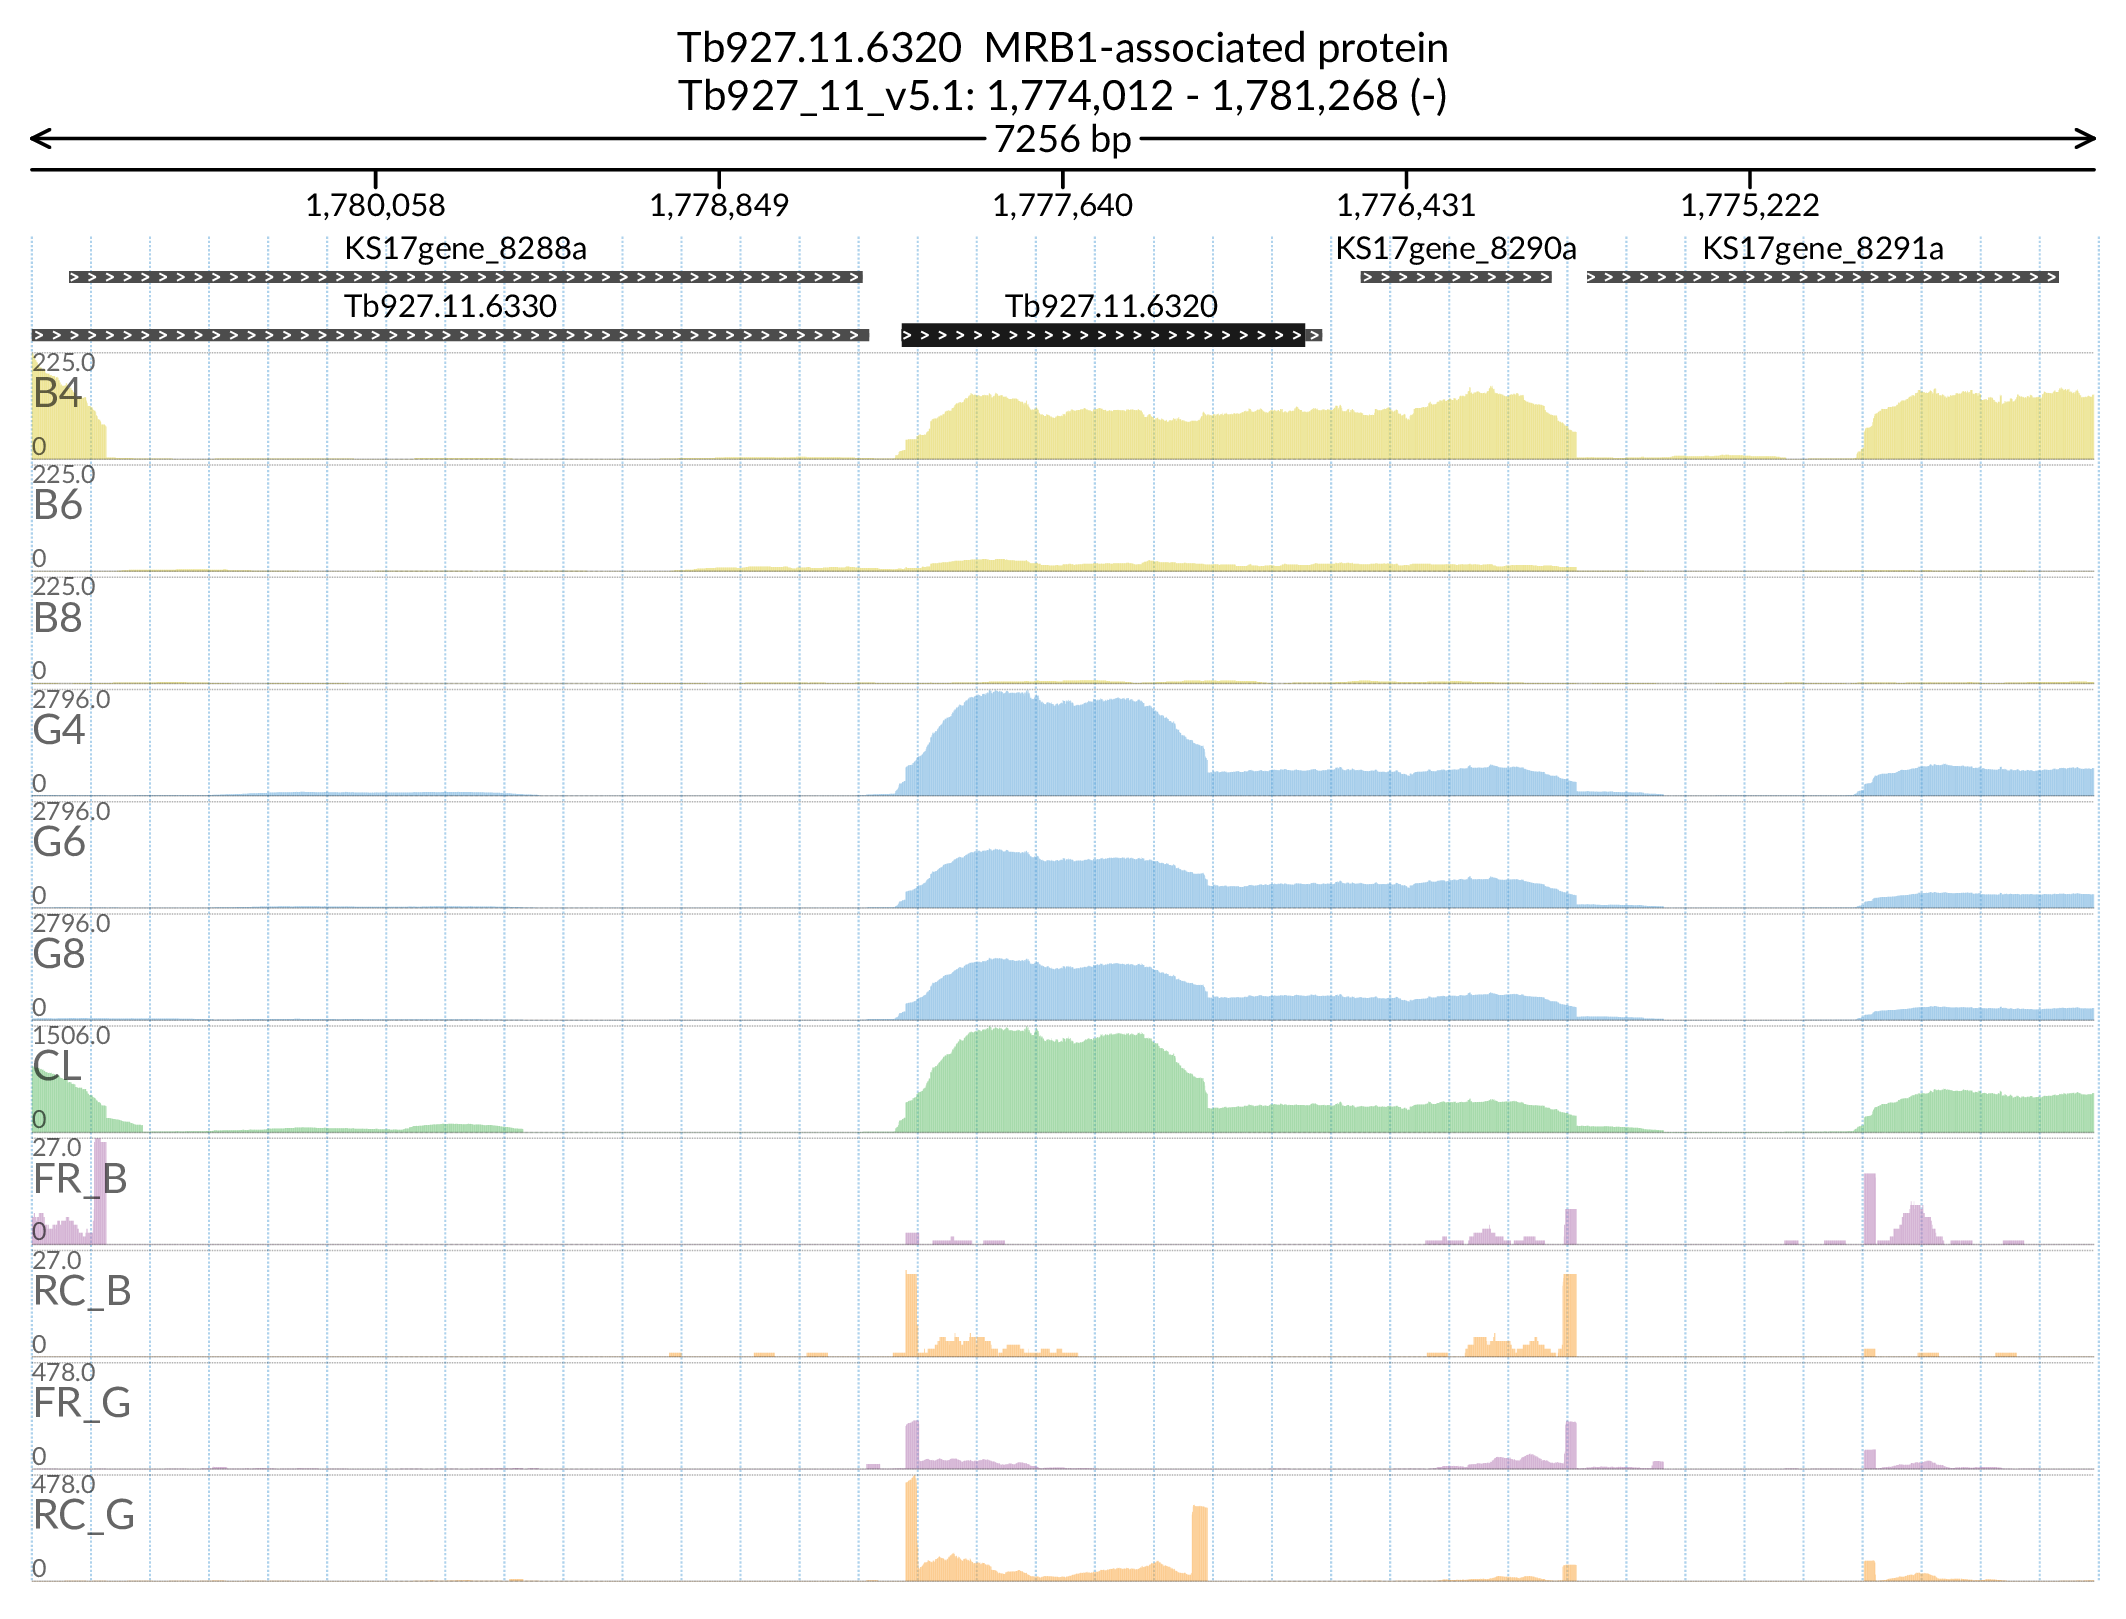 Tb927.11.6320  MRB1-associated protein
Tb927_11_v5.1: 1,774,012 - 1,781,268 (-)
7256 bp
1,780,058 1,778,849 1,777,640 1,776,431 1,775,222
KS17gene_8288a KS17gene_8290a KS17gene_8291a
Tb927.11.6330 Tb927.11.6320
225.0
B4
0
225.0
B6
0
225.0
B8
0
2796.0
G4
0
2796.0
G6
0
2796.0
G8
0
1506.0
CL
0
27.0
FR_B
0
27.0
RC_B
0
478.0
FR_G
0
478.0
RC_G
0